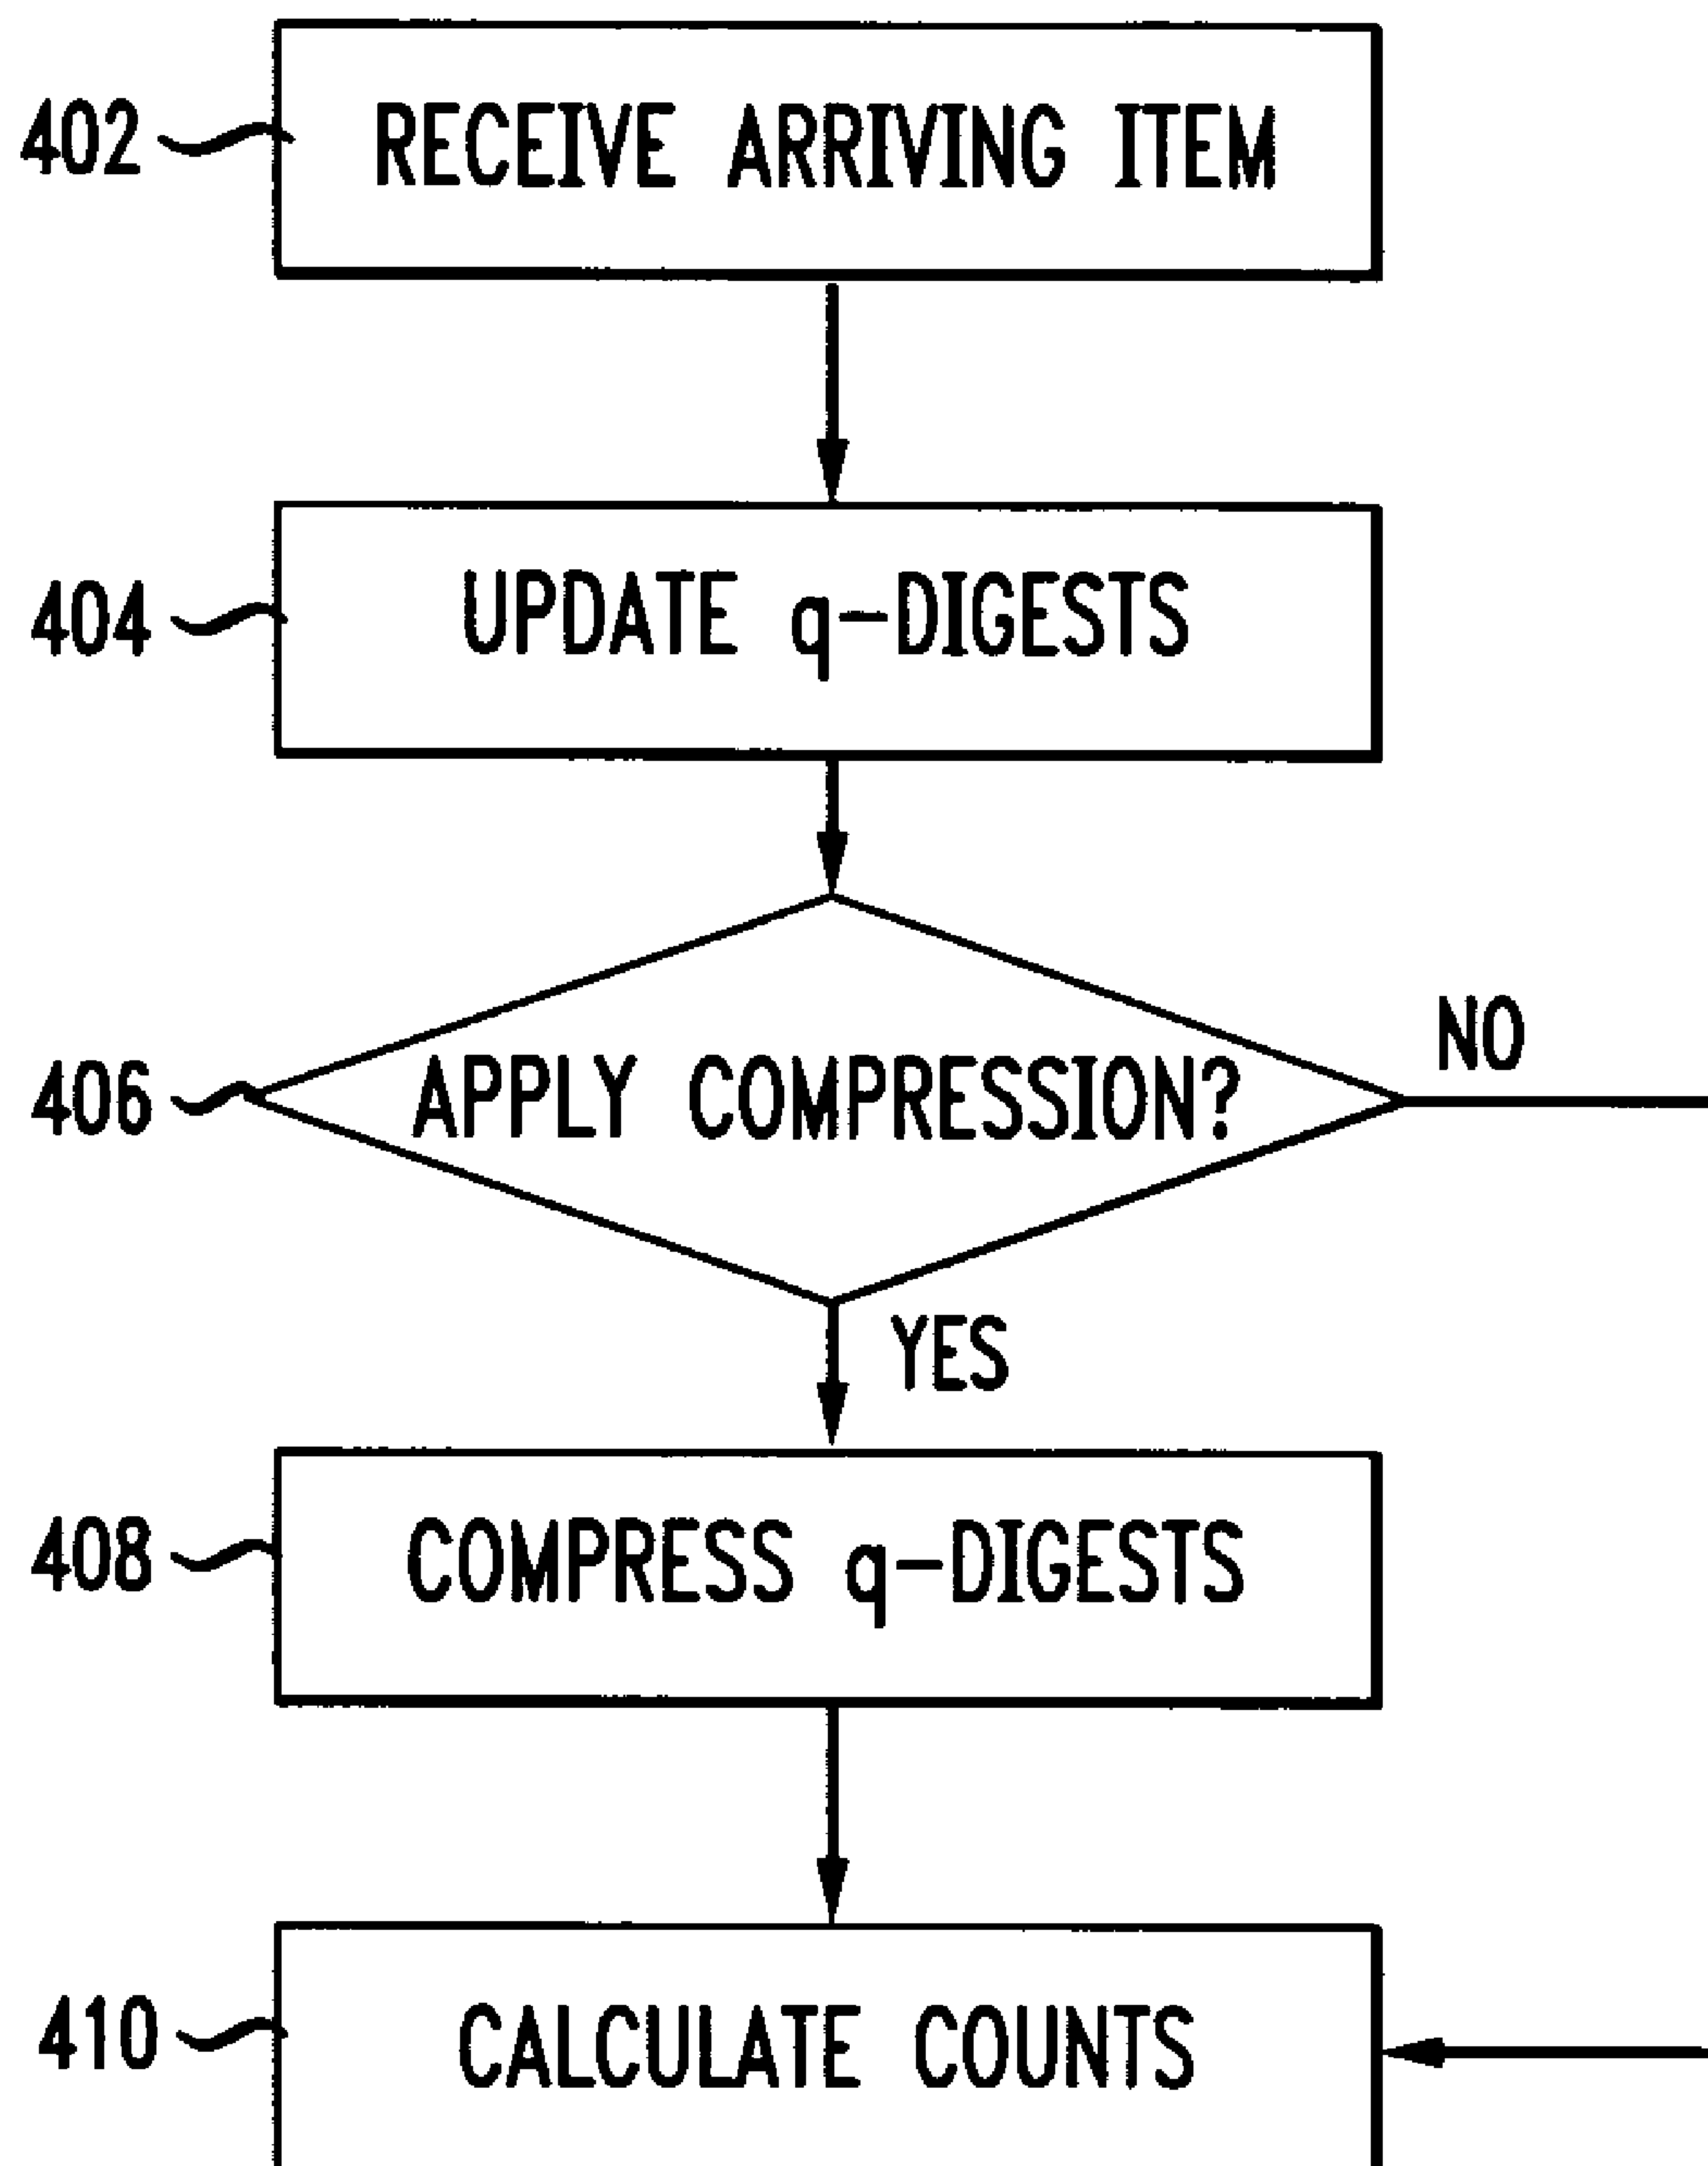 402 RECEIVE ARRIVING ITEM
404 UPDATE q-DIGESTS
406 APPLY COMPRESSION?
NO
YES
408 COMPRESS q-DIGESTS
410 CALCULATE COUNTS